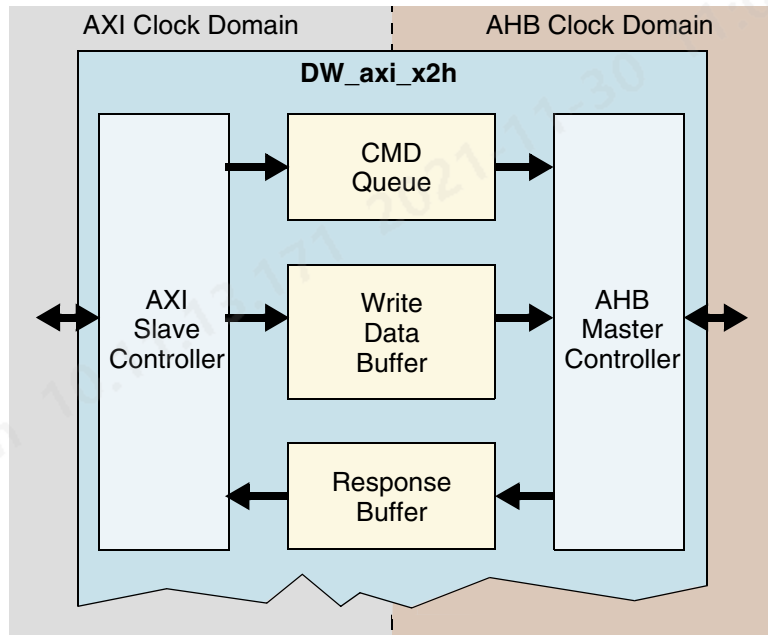 AXI Clock Domain
AHB Clock Domain
DW_axi_x2h
CMD
Queue
AXI
Slave
Controller
Write
Data
Buffer
AHB
Master
Controller
Response
Buffer